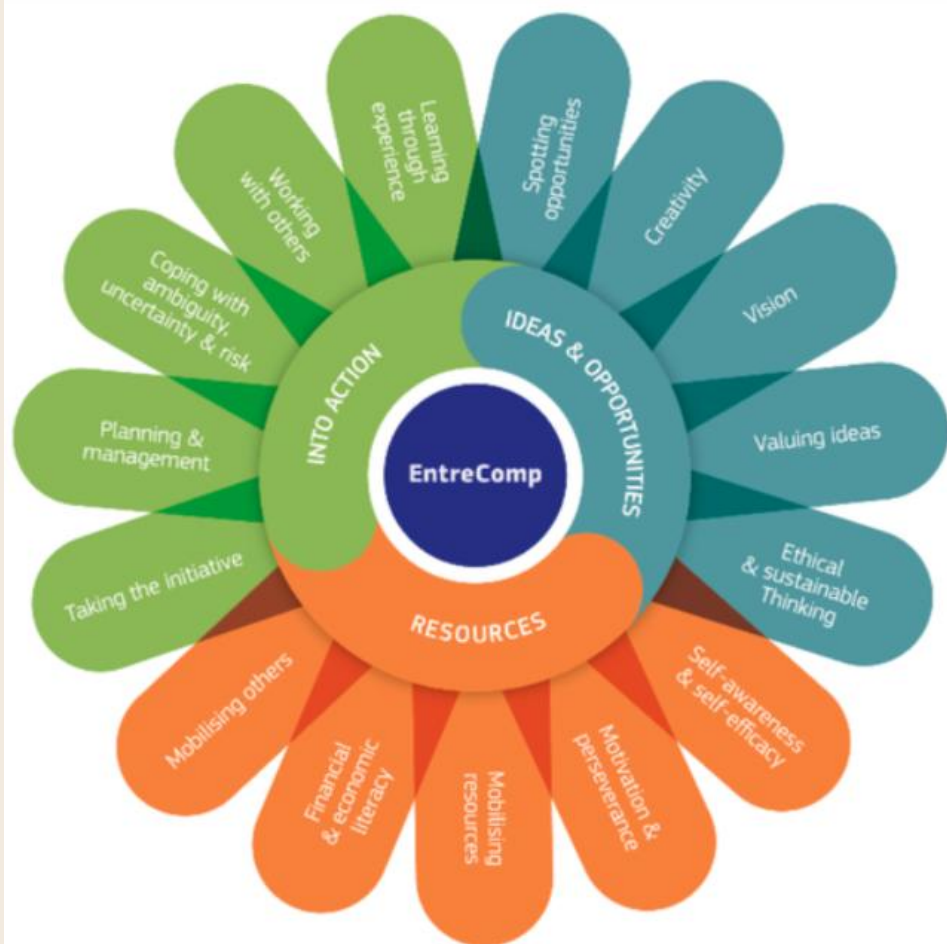 EntreComp
IDEAS & OPPORTUNITIES
Spotting
opportunities
Creativity
Vision
Valuing ideas
Ethical
& sustainable
Thinking
RESOURCES
Self-awareness
& self-efficacy
Motivation &
perseverance
Mobilising
resources
Financial
& economic
literacy
Mobilising others
INTO ACTION
Taking the initiative
Planning &
management
Coping with
ambiguity,
uncertainty & risk
Working
with others
Learning
through
experience